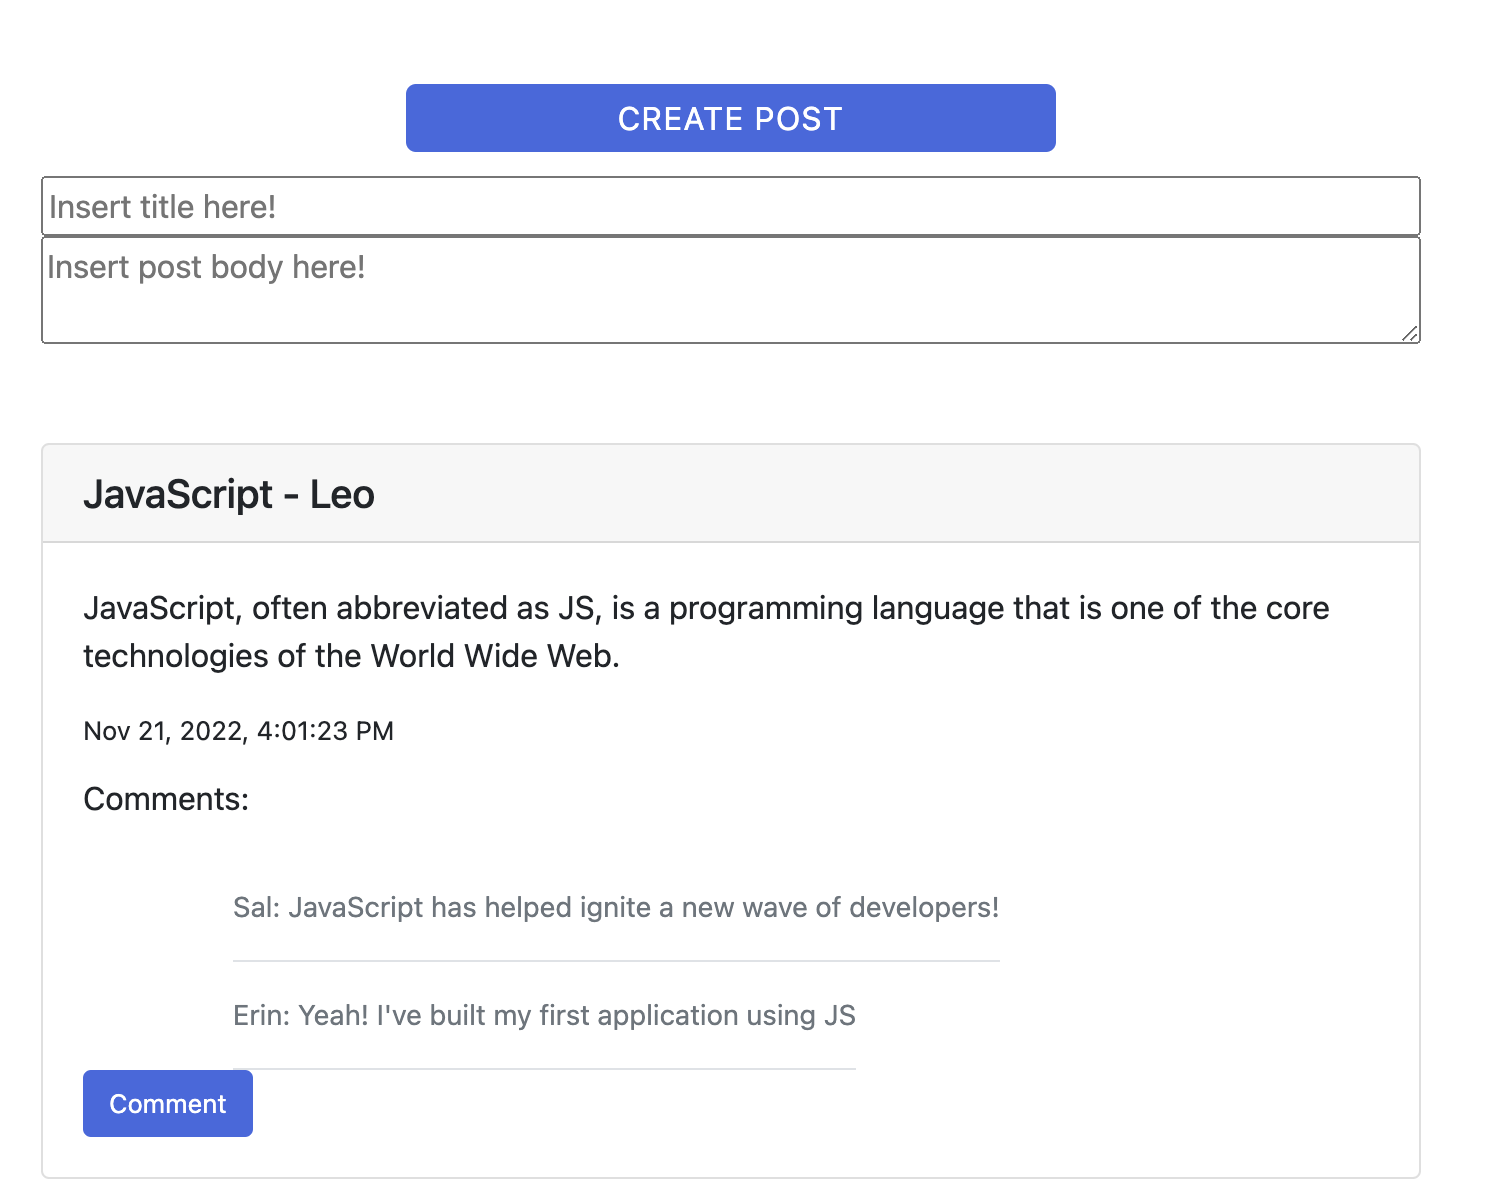 CREATE POST
Insert title here!
Insert post body here!
JavaScript - Leo
JavaScript, often abbreviated as JS, is a programming language that is one of the core
technologies of the World Wide Web.
Nov 21, 2022, 4:01:23 PM
Comments:
Sal: JavaScript has helped ignite a new wave of developers!
Erin: Yeah! I've built my first application using JS
Comment